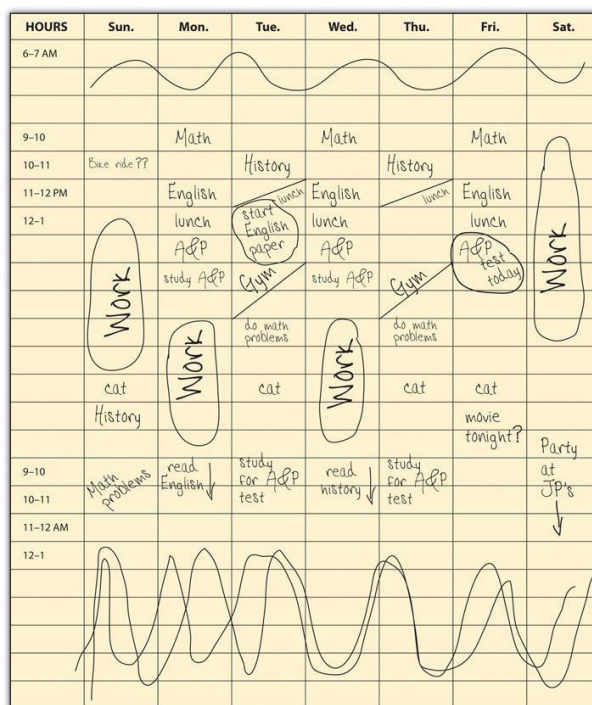 HOURS Sun. Mon. Tue. Wed. Thu. Fri. Sat.
6–7 AM
9–10 Math Math Math
10–11 Bike ride?? History History
11–12 PM English lunch English lunch English
12–1 lunch start lunch lunch
English
paper
A&P A&P A&P
test
today
study A&P Gym study A&P Gym
Work Work
do math do math
problems problems
Work Work
cat cat cat cat
History movie
tonight?
Party
at
JP's
9–10 Math read study read study
problems English for A&P history for A&P
10–11 test test
11–12 AM
12–1